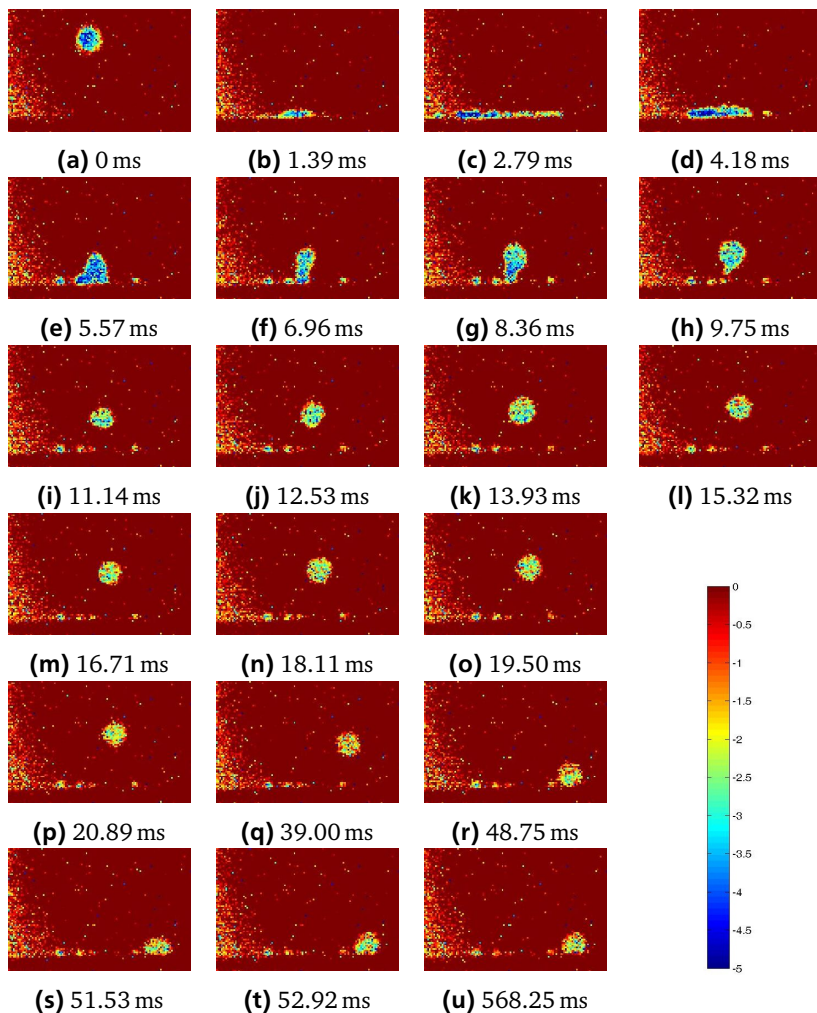 (a) 0 ms
(b) 1.39 ms
(c) 2.79 ms
(d) 4.18 ms
(e) 5.57 ms
(f) 6.96 ms
(g) 8.36 ms
(h) 9.75 ms
(i) 11.14 ms
(j) 12.53 ms
(k) 13.93 ms
(l) 15.32 ms
(m) 16.71 ms
(n) 18.11 ms
(o) 19.50 ms
(p) 20.89 ms
(q) 39.00 ms
(r) 48.75 ms
(s) 51.53 ms
(t) 52.92 ms
(u) 568.25 ms
0
-0.5
-1
-1.5
-2
-2.5
-3
-3.5
-4
-4.5
-5